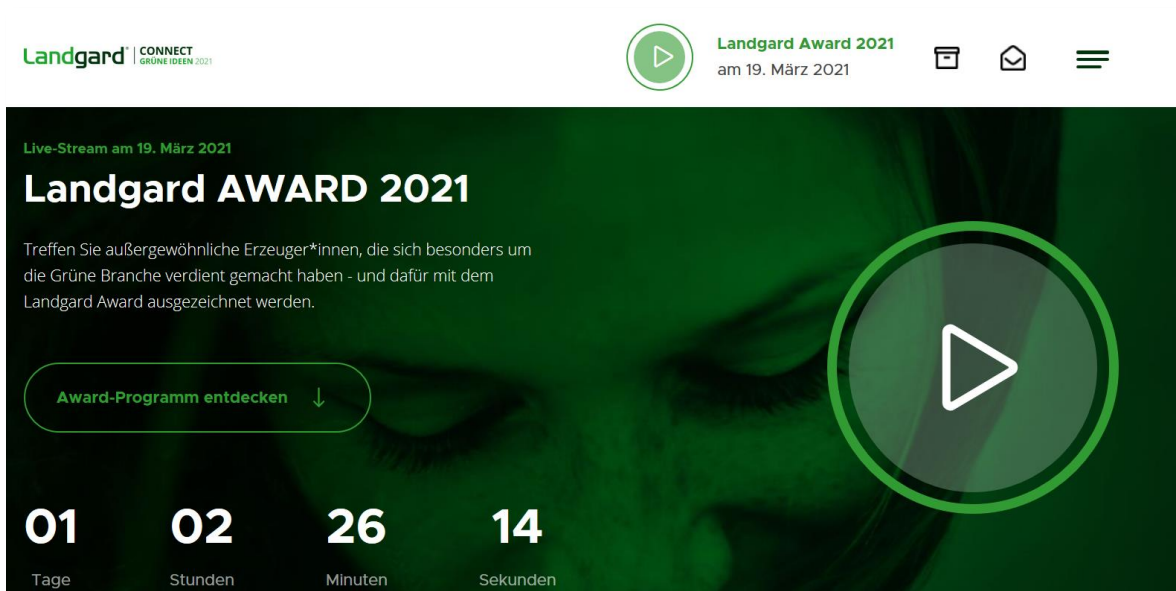 Landgard® | CONNECT
GRÜNE IDEEN 2021
Landgard Award 2021
am 19. März 2021
Live-Stream am 19. März 2021
Landgard AWARD 2021
Treffen Sie außergewöhnliche Erzeuger*innen, die sich besonders um
die Grüne Branche verdient gemacht haben - und dafür mit dem
Landgard Award ausgezeichnet werden.
Award-Programm entdecken ↓
01 02 26 14
Tage Stunden Minuten Sekunden